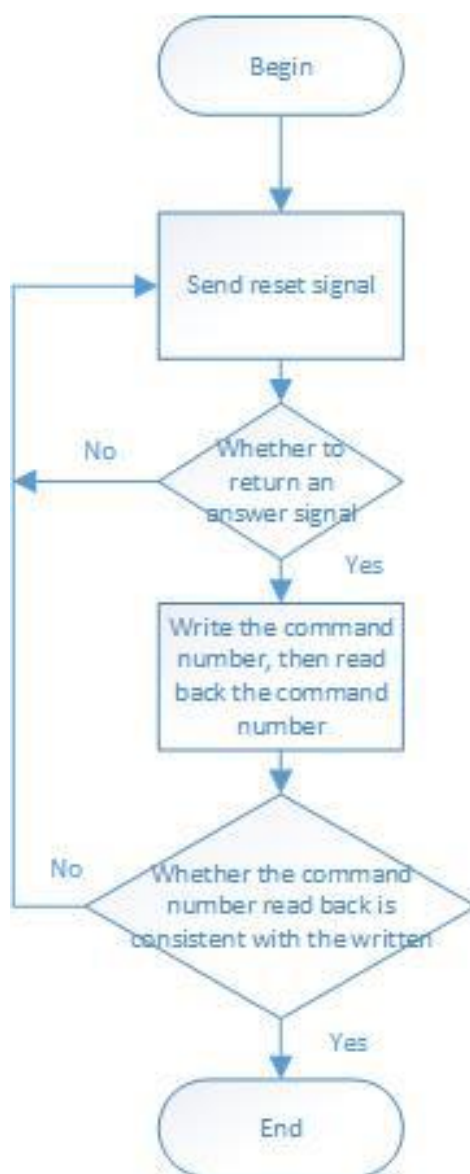 Begin
Send reset signal
No
Whether to
return an
answer signal
Yes
Write the command
number, then read
back the command
number
No
Whether the command
number read back is
consistent with the written
Yes
End